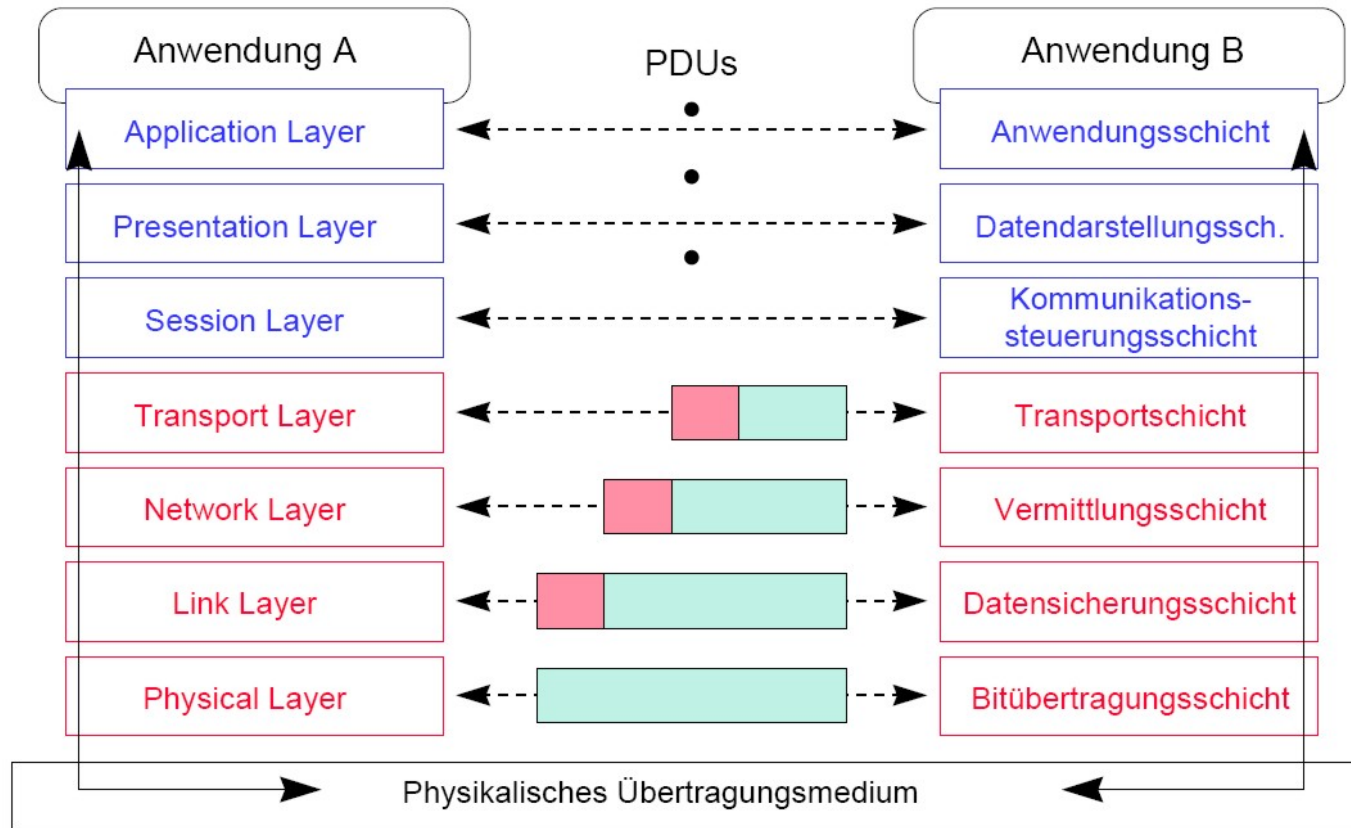 Anwendung A
PDUs
Anwendung B
Application Layer
Anwendungsschicht
Presentation Layer
Datendarstellungssch.
Session Layer
Kommunikations-
steuerungsschicht
Transport Layer
Transportschicht
Network Layer
Vermittlungsschicht
Link Layer
Datensicherungsschicht
Physical Layer
Bitübertragungsschicht
Physikalisches Übertragungsmedium